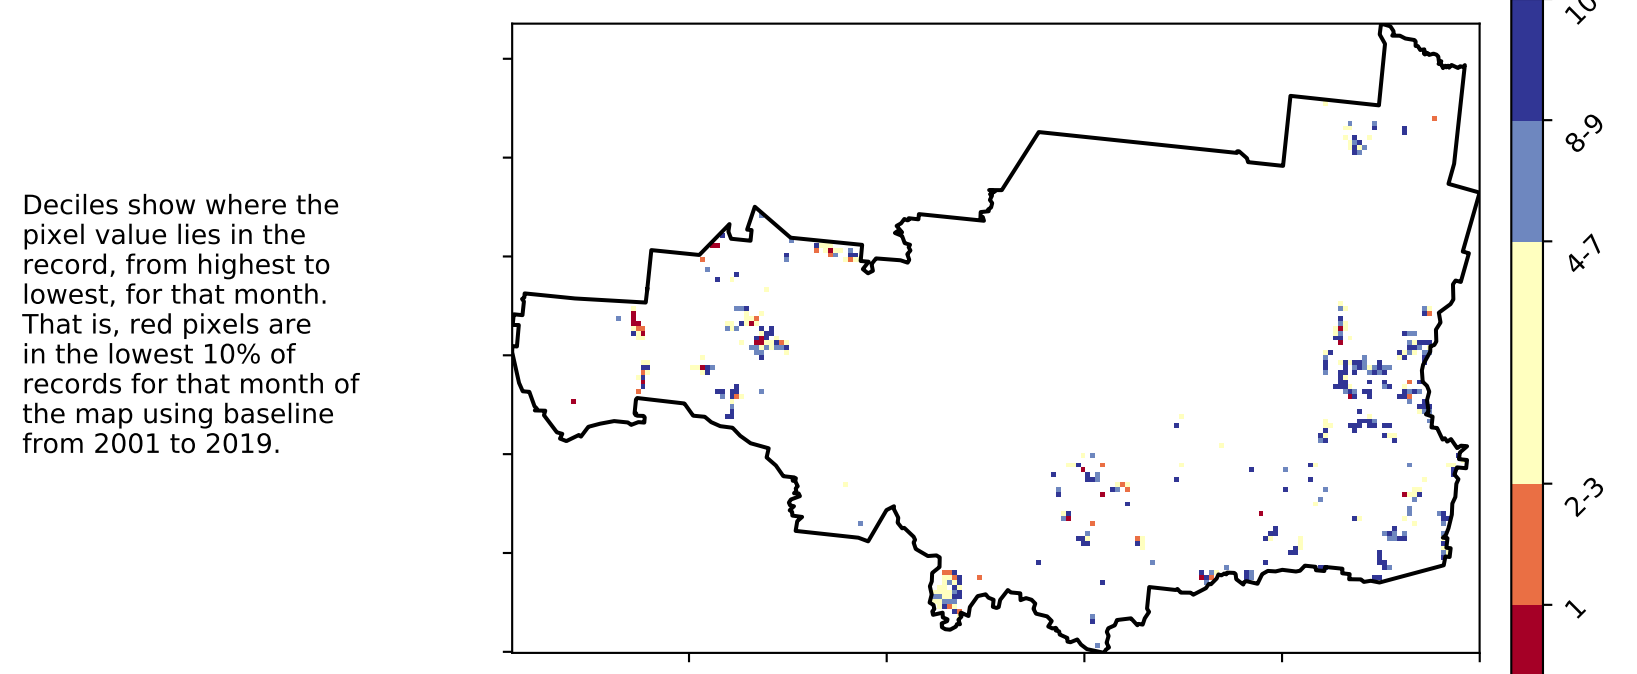 Deciles show where the
pixel value lies in the
record, from highest to
lowest, for that month.
That is, red pixels are
in the lowest 10% of
records for that month of
the map using baseline
from 2001 to 2019.
10
8-9
4-7
2-3
1